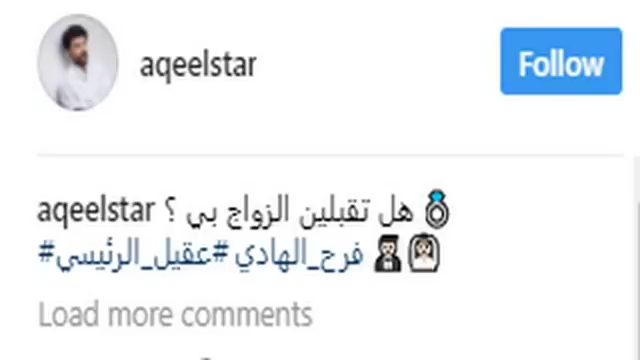 aqeelstar
Follow
aqeelstar هل تقبلين الزواج بي ؟ 💍
#عقيل_الرئيسي# فرح_الهادي 🤵👰
Load more comments